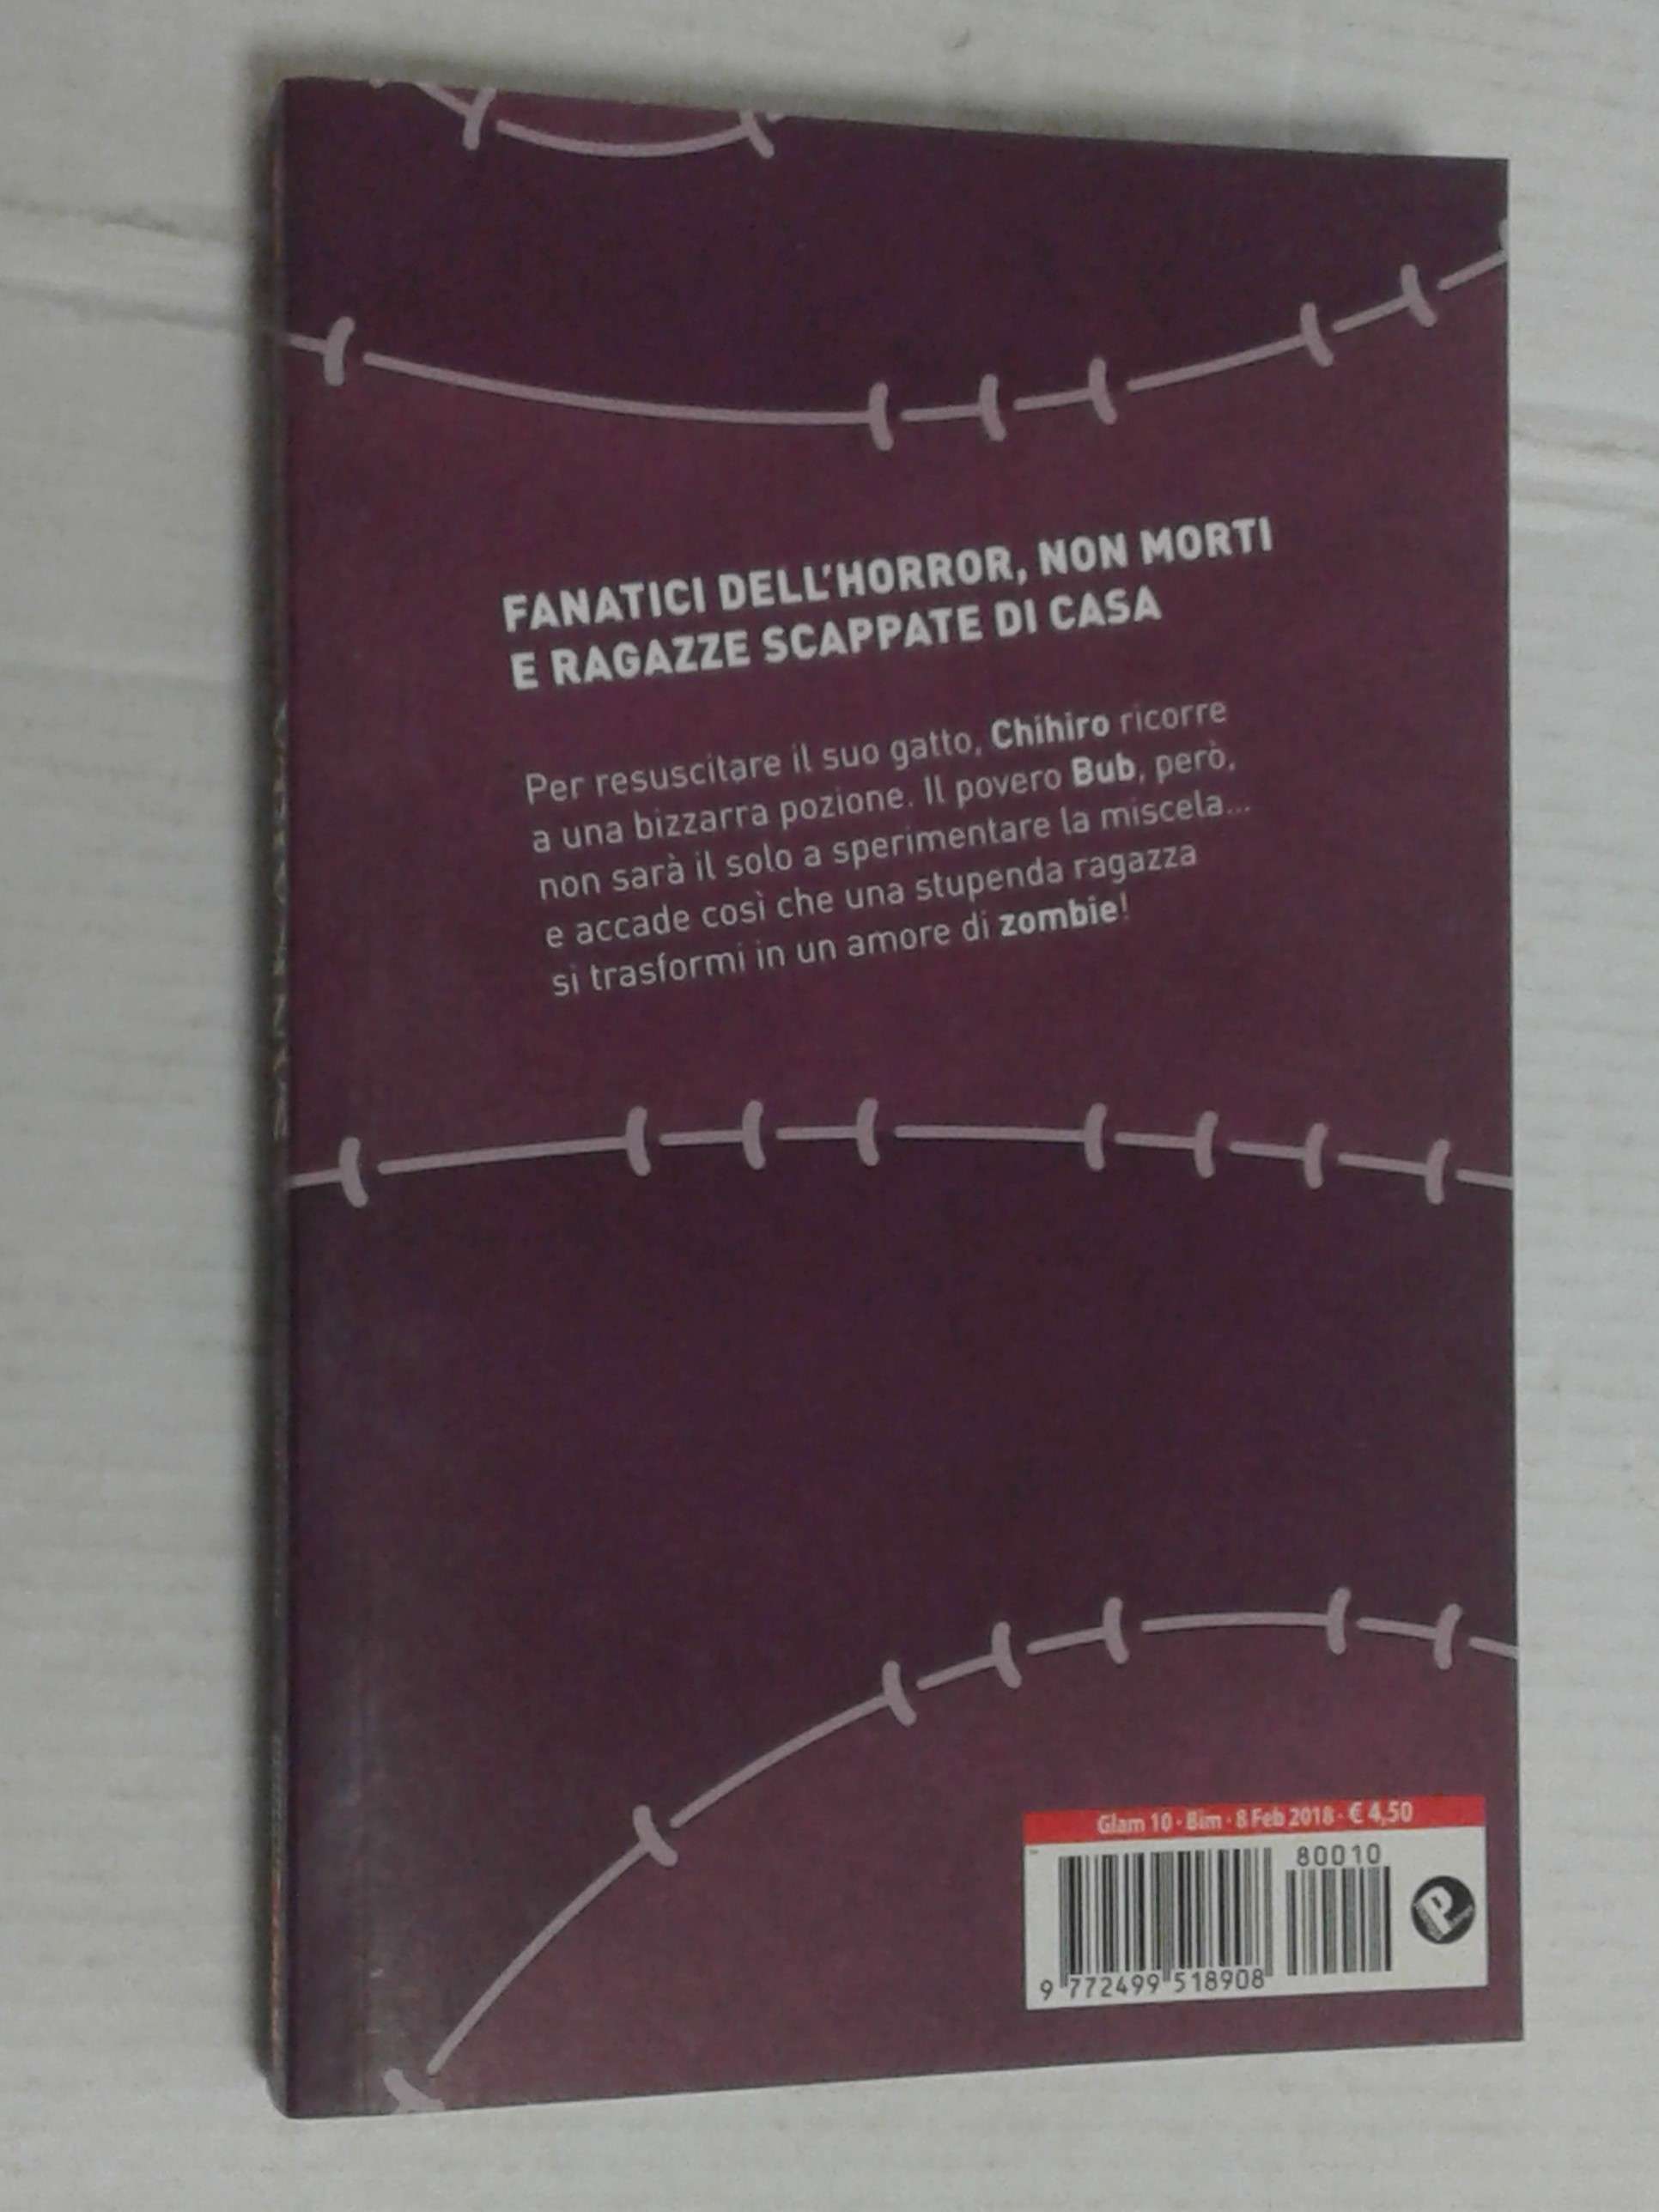 FANATICI DELL'HORROR, NON MORTI
E RAGAZZE SCAPPATE DI CASA
Per resuscitare il suo gatto, Chihiro ricorre
a una bizzarra pozione. Il povero Bub, però,
non sarà il solo a sperimentare la miscela...
e accade così che una stupenda ragazza
si trasformi in un amore di zombie!
Glam 10 · Bim · 8 Feb 2018 · € 4,50
80010
P
9 772499 518908